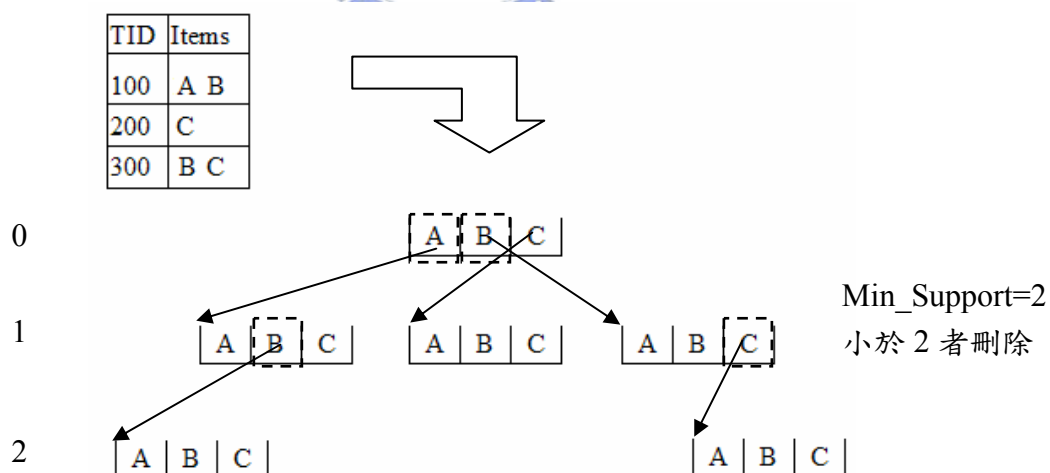 TID Items
100 A B
200 C
300 B C
0 A B C
Min_Support=2
1 A B C A B C A B C
小於 2 者刪除
2 A B C A B C